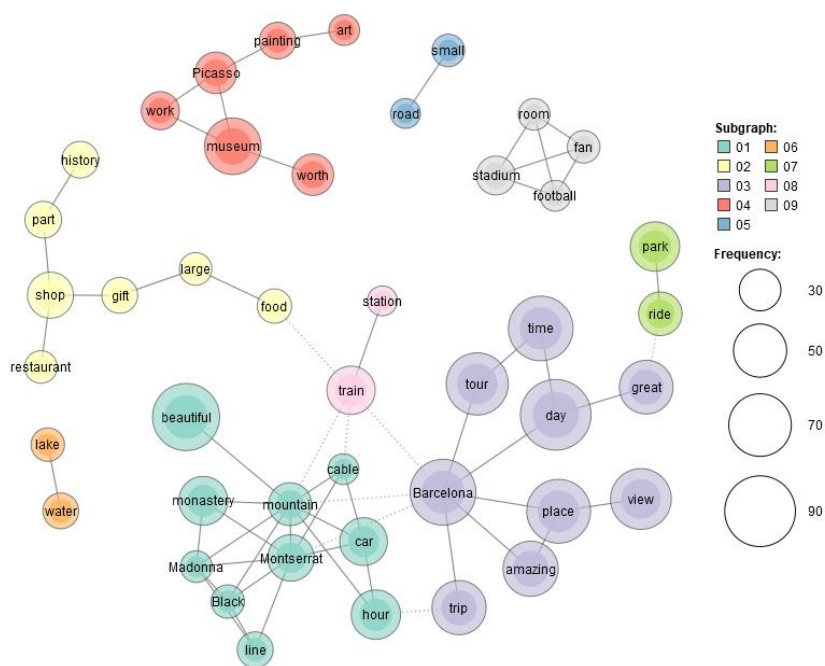 art
painting
small
Picasso
work
road
room
museum
fan
history
worth
stadium
football
part
park
large
shop
gift
food
station
ride
time
restaurant
train
tour
great
beautiful
day
lake
cable
Barcelona
monastery
mountain
view
water
place
car
Montserrat
Madonna
amazing
Black
hour
trip
line
Subgraph:
01 06
02 07
03 08
04 09
05
Frequency:
30
50
70
90